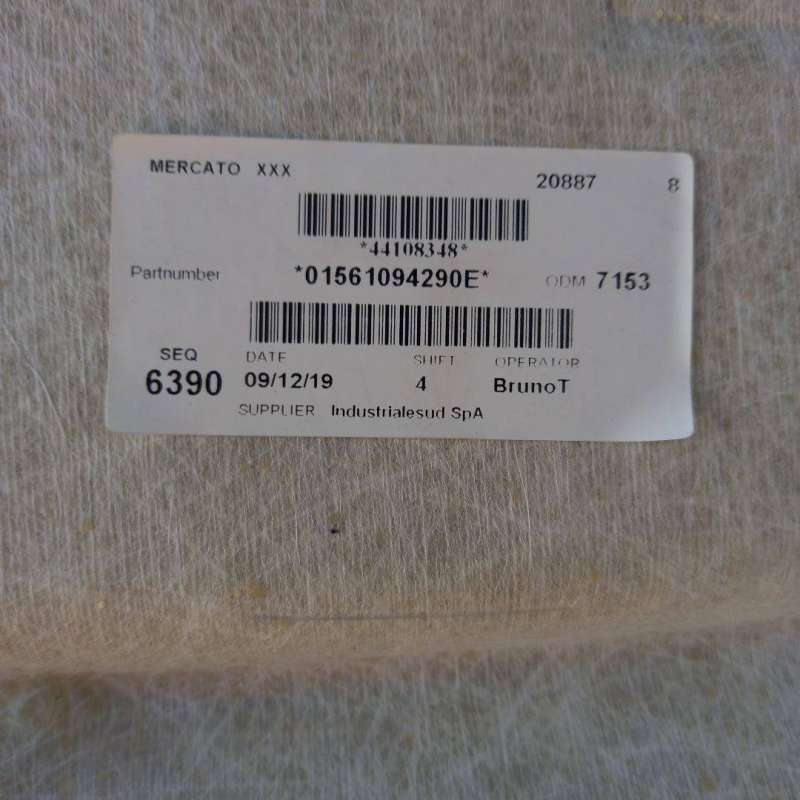 MERCATO XXX 20887 8
*44108348*
Partnumber *01561094290E* ODM 7153
SEQ DATE SHIFT OPERATOR
6390 09/12/19 4 BrunoT
SUPPLIER Industrialesud SpA